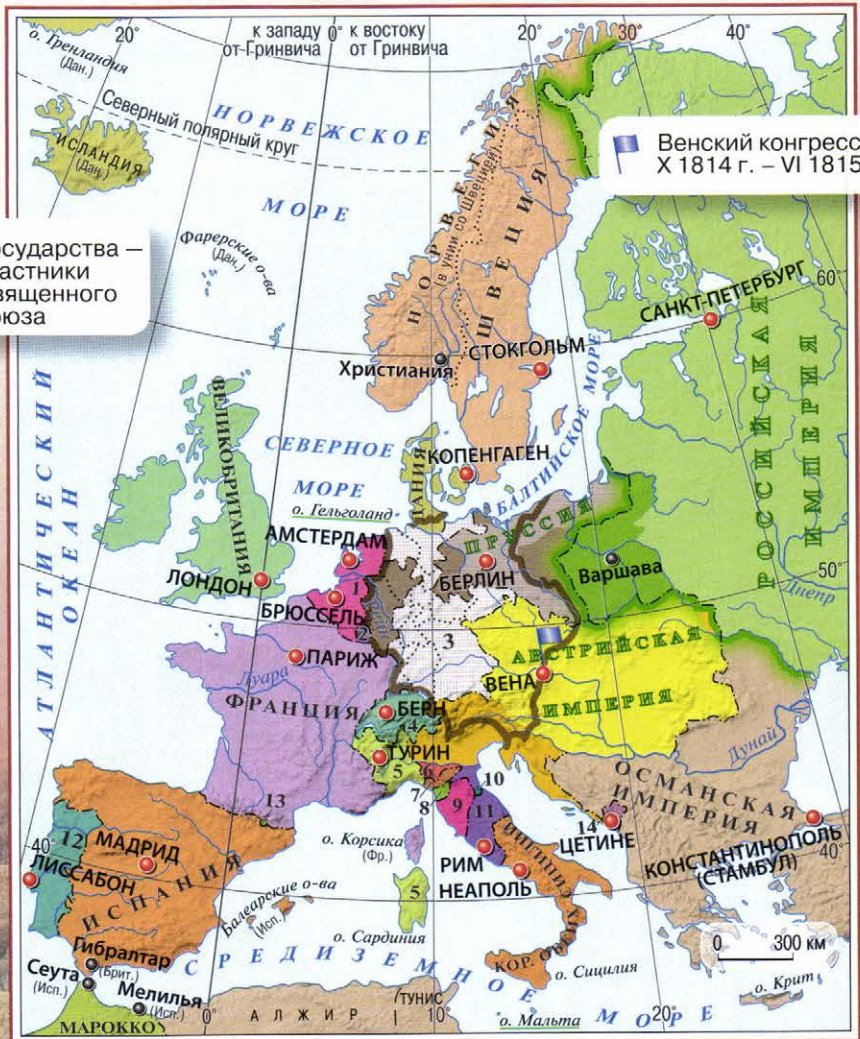 20°
к западу 0° к востоку
от Гринвича от Гринвича
20°
30°
40°
о. Гренландия
(Дан.)
Северный полярный круг
НОРВЕЖСКОЕ
МОРЕ
ИСЛАНДИЯ
(Дан.)
Венский конгресс
X 1814 г. – VI 1815
Фарерские о-ва
(Дан.)
НОРВЕГИЯ
(в унии со Швецией)
ШВЕЦИЯ
60°
САНКТ-ПЕТЕРБУРГ
Христиания
СТОКГОЛЬМ
РОССИЙСКАЯ
ИМПЕРИЯ
АТЛАНТИЧЕСКИЙ
ОКЕАН
ВЕЛИКОБРИТАНИЯ
СЕВЕРНОЕ
МОРЕ
КОПЕНГАГЕН
ДАНИЯ
БАЛТИЙСКОЕ МОРЕ
о. Гельголанд
АМСТЕРДАМ
ПРУССИЯ
50°
ЛОНДОН
1
БЕРЛИН
Варшава
Днепр
БРЮССЕЛЬ
2
3
ПАРИЖ
АВСТРИЙСКАЯ
ИМПЕРИЯ
ВЕНА
Луара
ФРАНЦИЯ
БЕРН
4
ТУРИН
5
6
7
8
9
10
11
Дунай
ОСМАНСКАЯ
ИМПЕРИЯ
13
14
ЦЕТИНЕ
40°
12
МАДРИД
ЛИССАБОН
ИСПАНИЯ
о. Корсика
(Фр.)
РИМ
НЕАПОЛЬ
КОР. ОБЕИХ СИЦИЛИЙ
КОНСТАНТИНОПОЛЬ
(СТАМБУЛ)
40°
Балеарские о-ва
(Исп.)
5
о. Сардиния
0 300 км
Гибралтар
(Брит.)
Сеута
(Исп.)
Мелилья
(Исп.)
СРЕДИЗЕМНОЕ
МОРЕ
о. Сицилия
о. Крит
МАРОККО
0°
АЛЖИР
ТУНИС
10°
о. Мальта
20°